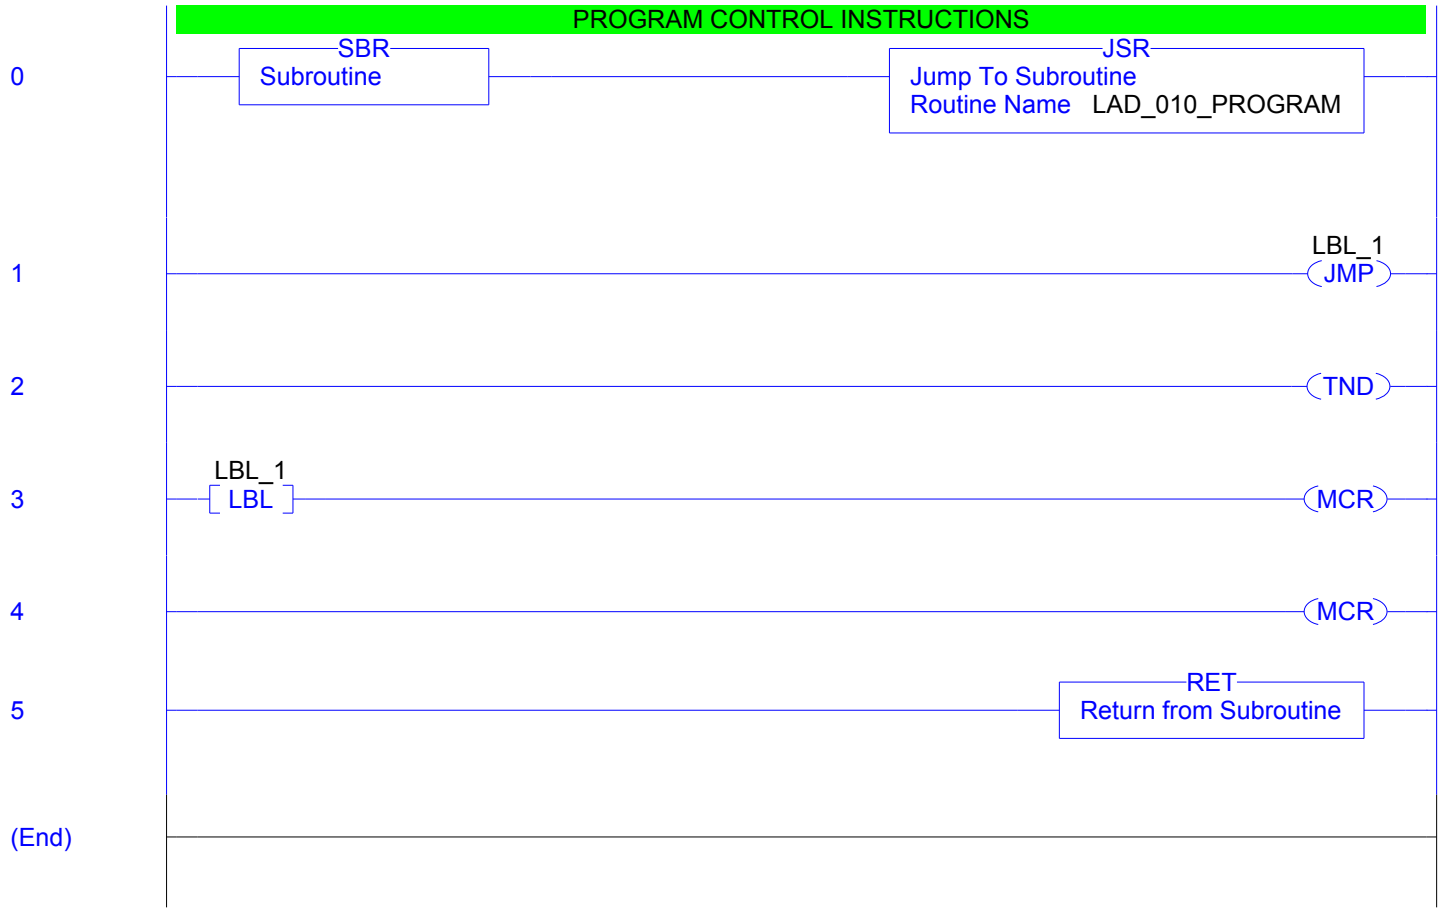 PROGRAM CONTROL INSTRUCTIONS
SBR
JSR
0
Subroutine
Jump To Subroutine
Routine Name LAD_010_PROGRAM
LBL_1
1
JMP
2
TND
LBL_1
3
LBL
MCR
4
MCR
RET
5
Return from Subroutine
(End)